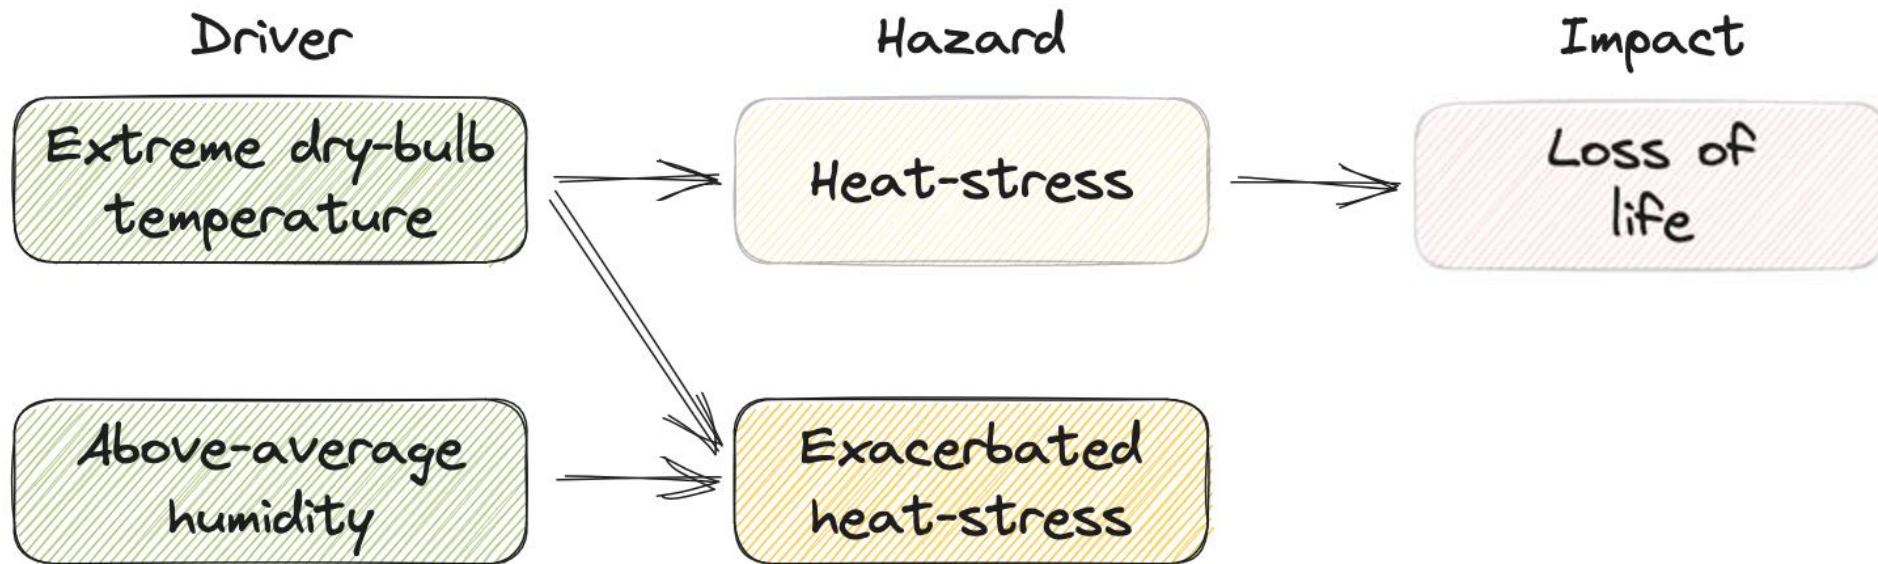 Driver
Hazard
Impact
Extreme dry-bulb
temperature
Heat-stress
Loss of
life
Above-average
humidity
Exacerbated
heat-stress